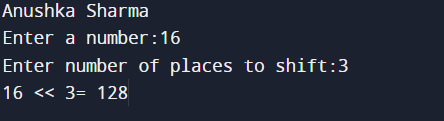 Anushka Sharma
Enter a number:16
Enter number of places to shift:3
16 << 3= 128